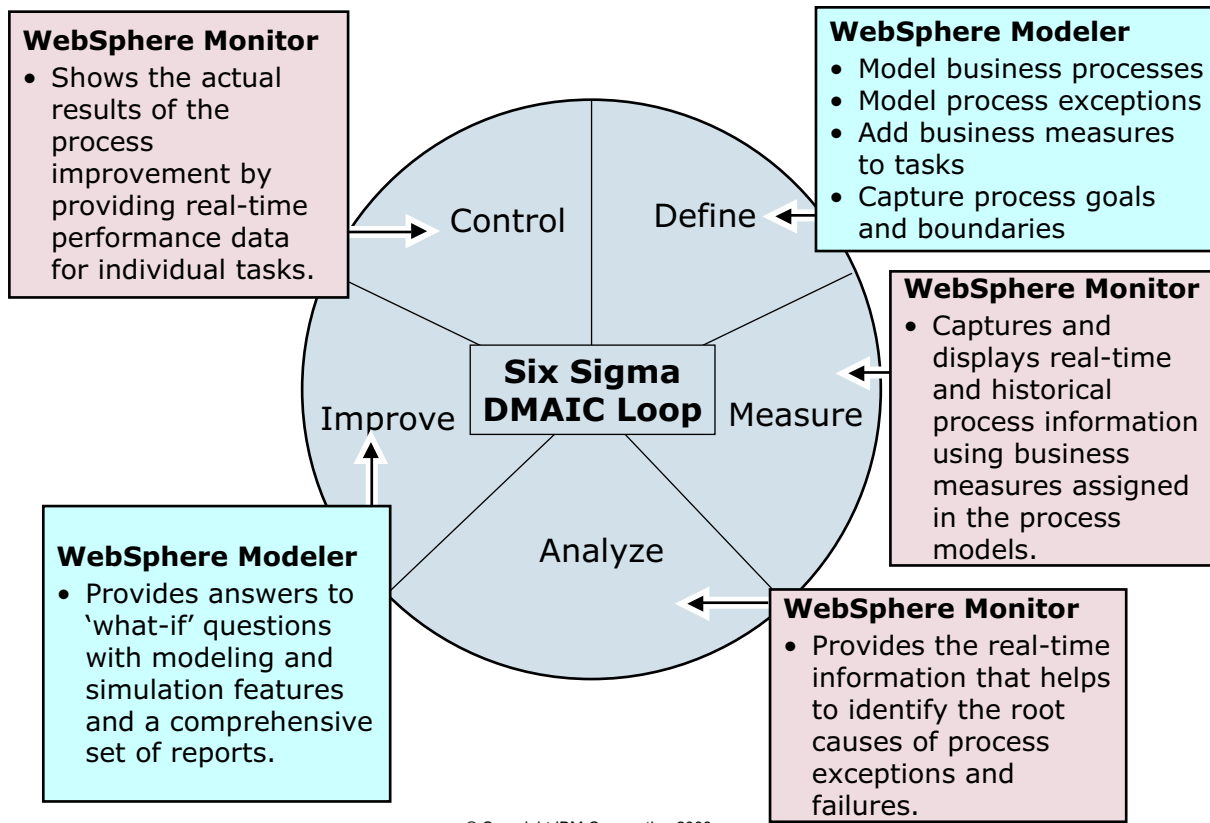 WebSphere Monitor
• Shows the actual
results of the
process
improvement by
providing real-time
performance data
for individual tasks.
WebSphere Modeler
• Model business processes
• Model process exceptions
• Add business measures
to tasks
• Capture process goals
and boundaries
Control
Define
WebSphere Monitor
• Captures and
displays real-time
and historical
process information
using business
measures assigned
in the process
models.
Six Sigma
DMAIC Loop
Improve
Measure
Analyze
WebSphere Modeler
• Provides answers to
‘what-if’ questions
with modeling and
simulation features
and a comprehensive
set of reports.
WebSphere Monitor
• Provides the real-time
information that helps
to identify the root
causes of process
exceptions and
failures.